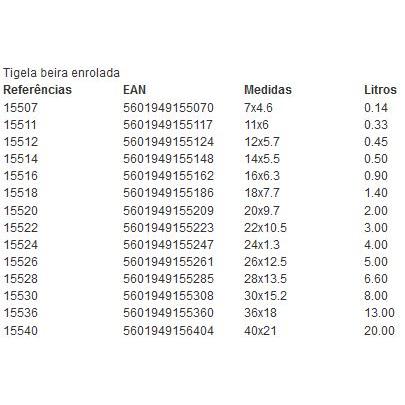 Tigela beira enrolada
Referências EAN Medidas Litros
15507 5601949155070 7x4.6 0.14
15511 5601949155117 11x6 0.33
15512 5601949155124 12x5.7 0.45
15514 5601949155148 14x5.5 0.50
15516 5601949155162 16x6.3 0.90
15518 5601949155186 18x7.7 1.40
15520 5601949155209 20x9.7 2.00
15522 5601949155223 22x10.5 3.00
15524 5601949155247 24x1.3 4.00
15526 5601949155261 26x12.5 5.00
15528 5601949155285 28x13.5 6.60
15530 5601949155308 30x15.2 8.00
15536 5601949155360 36x18 13.00
15540 5601949156404 40x21 20.00